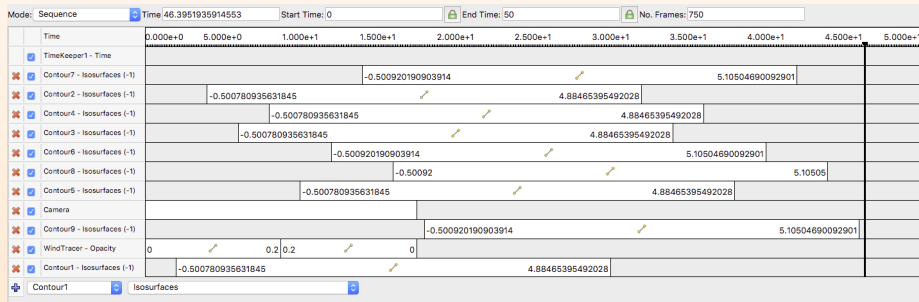 Mode: Sequence Time 46.3951935914553 Start Time: 0 End Time: 50 No. Frames: 750
Time 0.000e+0 5.000e+0 1.000e+1 1.500e+1 2.000e+1 2.500e+1 3.000e+1 3.500e+1 4.000e+1 4.500e+1 5.000e+1
TimeKeeper1 - Time
Contour7 - Isosurfaces (-1) -0.500920190903914 5.10504690092901
Contour2 - Isosurfaces (-1) -0.500780935631845 4.88465395492028
Contour4 - Isosurfaces (-1) -0.500780935631845 4.88465395492028
Contour3 - Isosurfaces (-1) -0.500780935631845 4.88465395492028
Contour6 - Isosurfaces (-1) -0.500920190903914 5.10504690092901
Contour8 - Isosurfaces (-1) -0.50092 5.10505
Contour5 - Isosurfaces (-1) -0.500780935631845 4.88465395492028
Camera
Contour9 - Isosurfaces (-1) -0.500920190903914 5.10504690092901
WindTracer - Opacity 0 0.2 0.2 0
Contour1 - Isosurfaces (-1) -0.500780935631845 4.88465395492028
Contour1 Isosurfaces